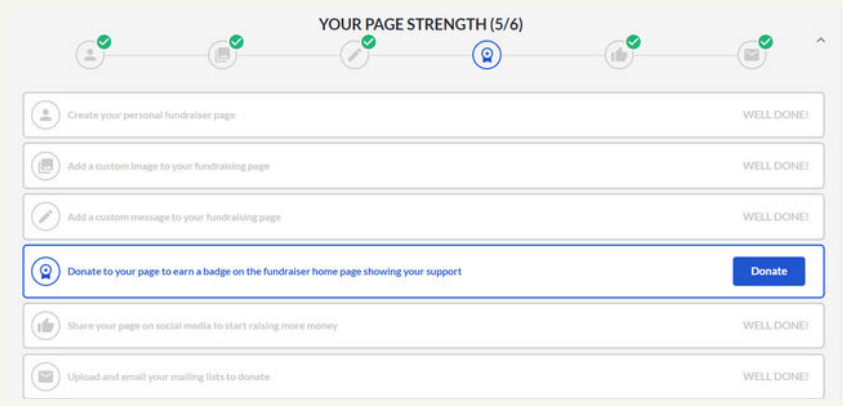 YOUR PAGE STRENGTH (5/6)
Create your personal fundraiser page WELL DONE!
Add a custom image to your fundraising page WELL DONE!
Add a custom message to your fundraising page WELL DONE!
Donate to your page to earn a badge on the fundraiser home page showing your support Donate
Share your page on social media to start raising more money WELL DONE!
Upload and email your mailing lists to donate WELL DONE!